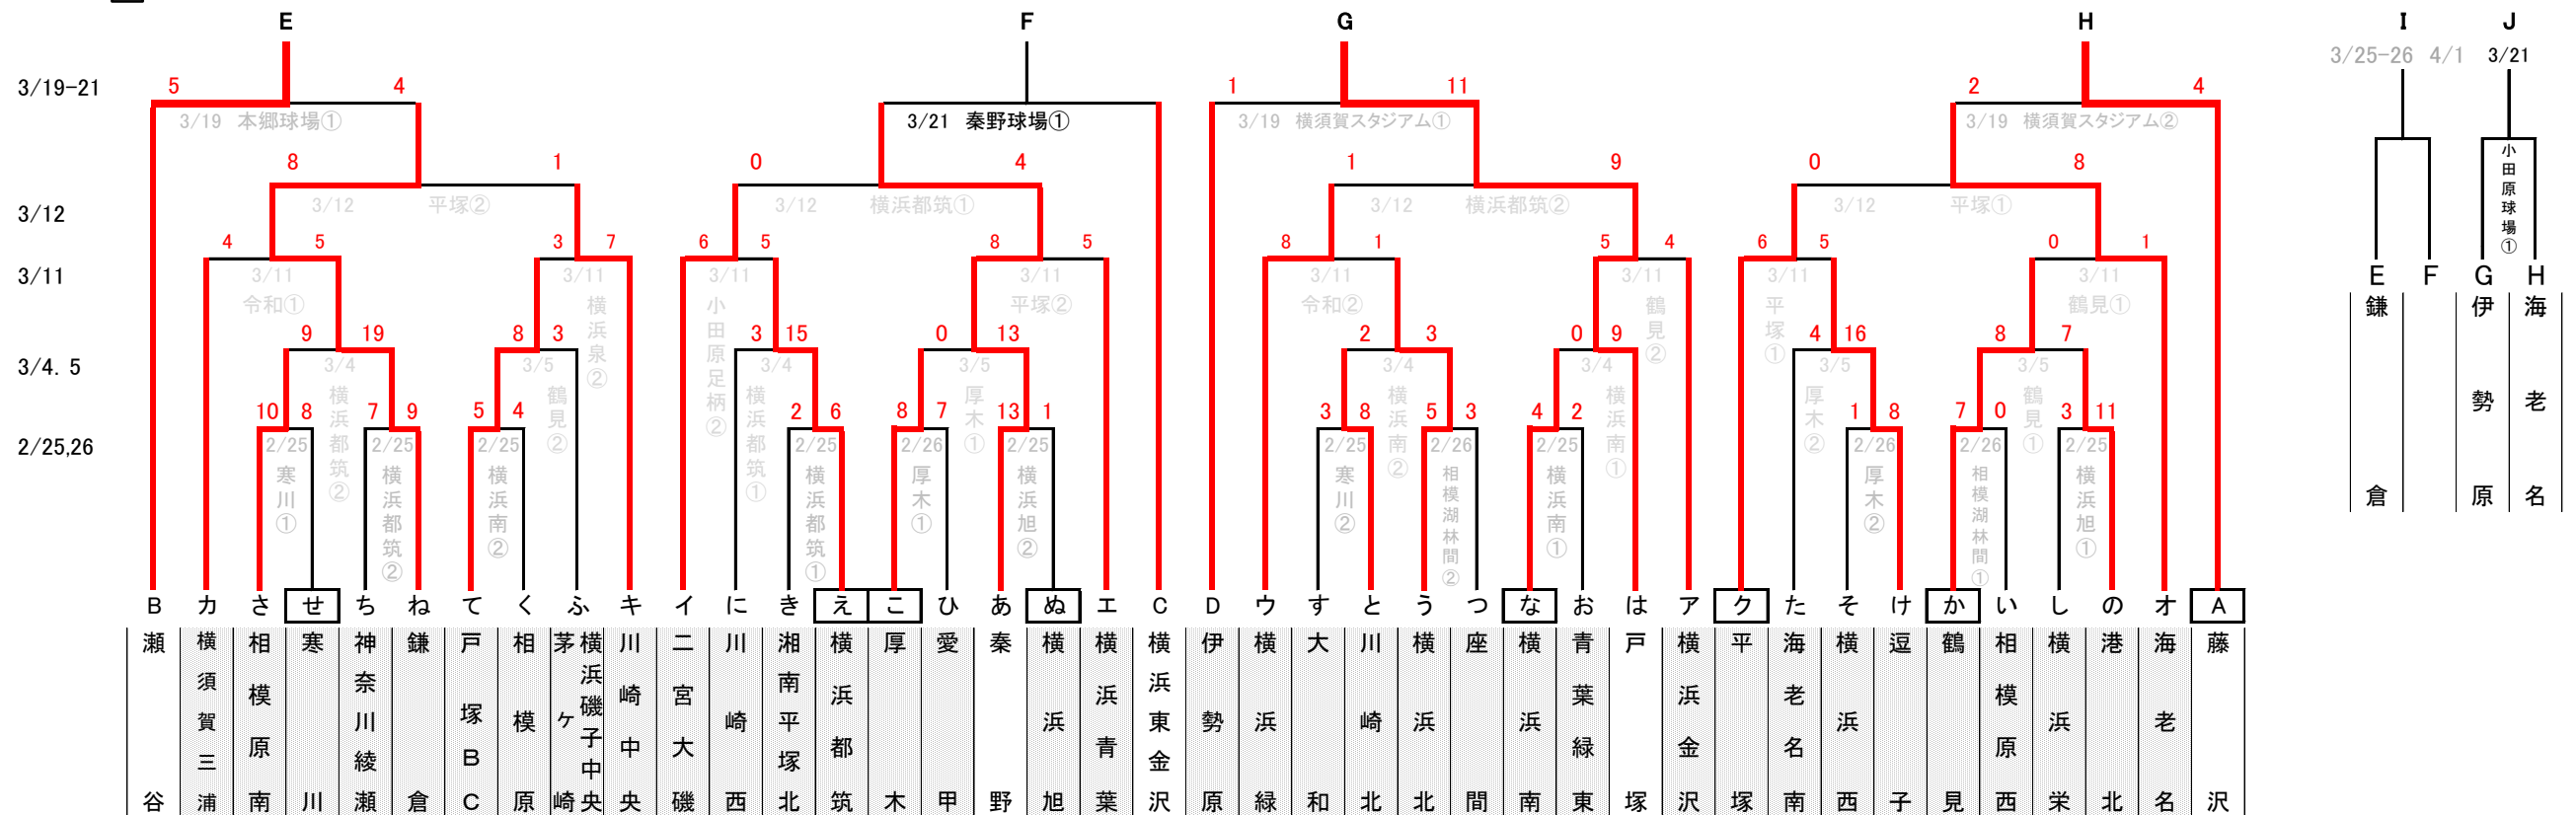 E F G H I J
3/25-26 4/1 3/21
3/19-21 5 4 1 11 2 4
3/19 本郷球場① 3/21 秦野球場① 3/19 横須賀スタジアム① 3/19 横須賀スタジアム②
小田原球場①
8 1 0 4 1 9 0 8
3/12 平塚② 3/12 横浜都筑① 3/12 横浜都筑② 3/12 平塚①
3/12
4 5 3 7 6 5 8 5 8 1 5 4 6 5 0 1
3/11 3/11 3/11 3/11 3/11 3/11 3/11 3/11 3/11
令和① 横浜泉② 小田原足柄② 平塚② 令和② 鶴見② 平塚① 鶴見①
E F G H
鎌倉 伊勢原 海老名
9 19 8 3 3 15 0 13 2 3 0 9 4 16 8 7
3/4. 5 3/4 3/5 3/4 3/5 3/4 3/4 3/5 3/5
横浜都筑② 鶴見② 横浜都筑① 厚木① 横浜南② 横浜南① 厚木② 鶴見①
10 8 7 9 5 4 2 6 8 7 13 1 3 8 5 3 4 2 1 8 7 0 3 11
2/25,26 2/25 2/25 2/25 2/25 2/26 2/25 2/25 2/26 2/25 2/26 2/26 2/25
寒川① 横浜都筑② 横浜南② 横浜都筑① 厚木① 横浜旭② 寒川② 相模湖林間② 横浜南① 厚木② 相模湖林間① 横浜旭①
B カ さ せ ち ね て く ふ キ イ に き え こ ひ あ ぬ エ C D ウ す と う つ な お は ア ク た そ け か い し の オ A
瀬谷
横須賀三浦
相模原南
寒川
神奈川綾瀬
鎌倉
戸塚BC
相模原
茅ヶ崎
横浜磯子中央
川崎中央
二宮大磯
川崎西
湘南平塚北
横浜都筑
厚木
愛甲
秦野
横浜旭
横浜青葉
横浜東金沢
伊勢原
横浜緑
大和
川崎北
横浜北
座間
横浜南
青葉緑東
戸塚
横浜金沢
平塚
海老名南
横浜西
逗子
鶴見
相模原西
横浜栄
港北
海老名
藤沢